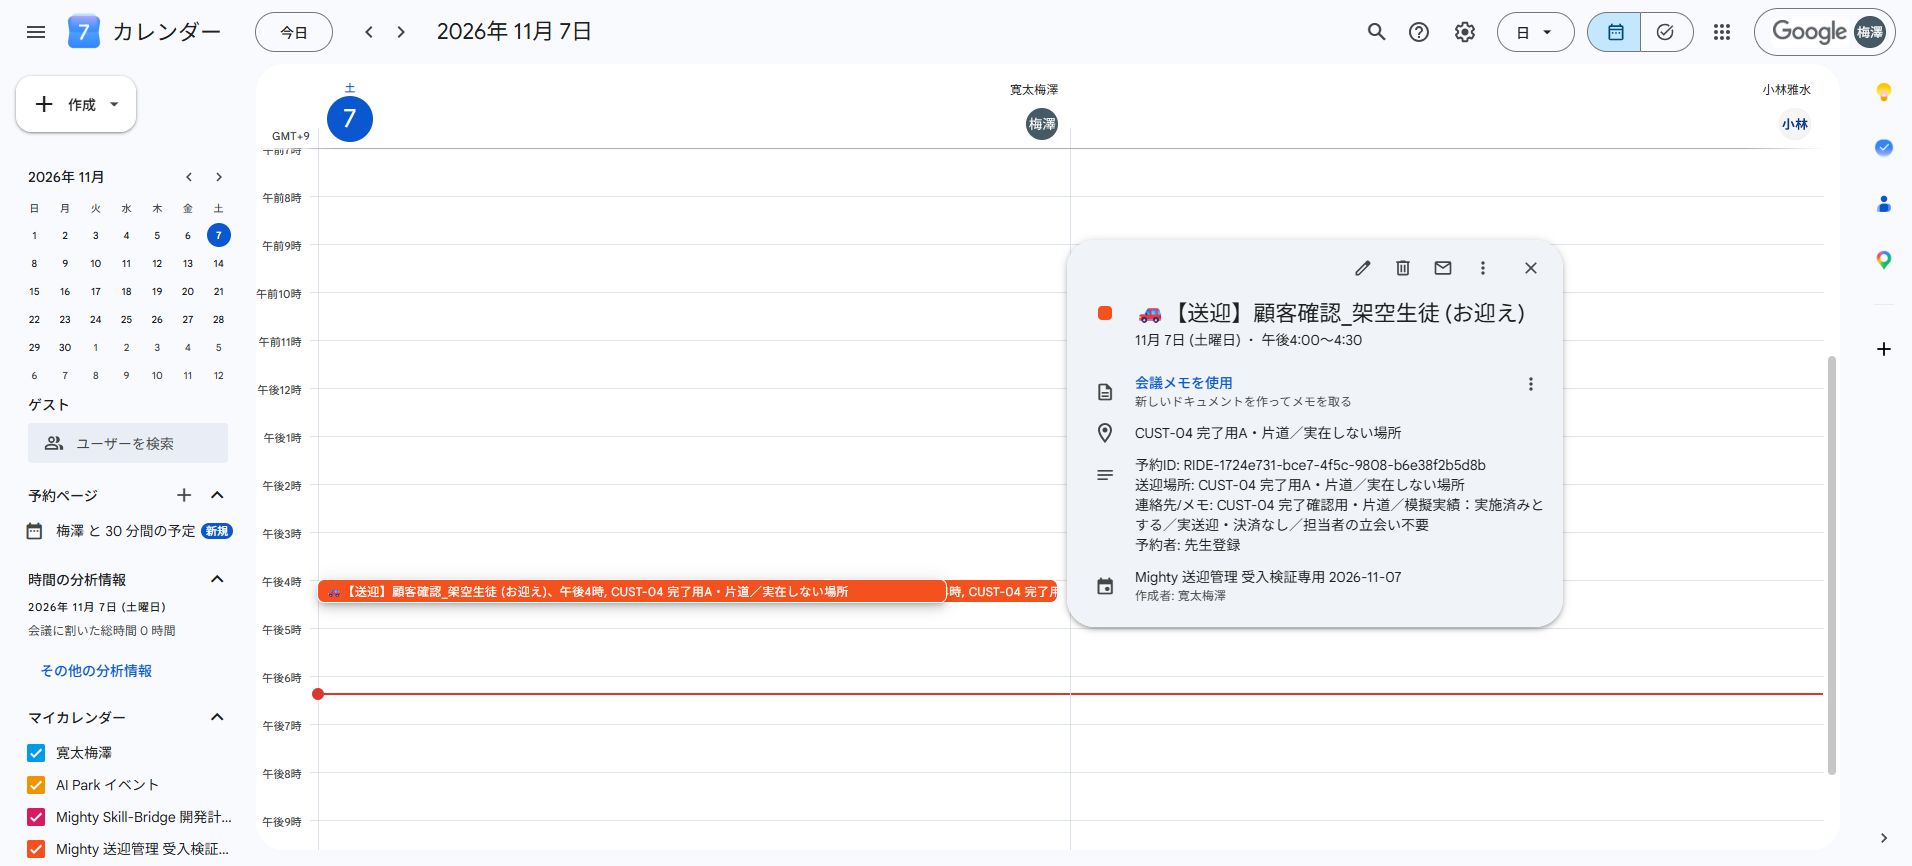 7
カレンダー
今日
2026年 11月 7日
日
Google
梅澤
作成
2026年 11月
日 月 火 水 木 金 土
1 2 3 4 5 6 7
8 9 10 11 12 13 14
15 16 17 18 19 20 21
22 23 24 25 26 27 28
29 30 1 2 3 4 5
6 7 8 9 10 11 12
ゲスト
ユーザーを検索
予約ページ
梅澤 と 30 分間の予定 新規
時間の分析情報
2026年 11月 7日 (土曜日)
会議に割いた総時間 0 時間
その他の分析情報
マイカレンダー
寛太梅澤
AI Park イベント
Mighty Skill-Bridge 開発計...
Mighty 送迎管理 受入検証...
土
7
GMT+9
寛太梅澤
梅澤
小林雅水
小林
午前7時
午前8時
午前9時
午前10時
午前11時
午後12時
午後1時
午後2時
午後3時
午後4時
【送迎】顧客確認_架空生徒 (お迎え)、午後4時, CUST-04 完了用A・片道／実在しない場所
時, CUST-04 完了用
午後5時
午後6時
午後7時
午後8時
午後9時
【送迎】顧客確認_架空生徒 (お迎え)
11月 7日 (土曜日) ・ 午後4:00～4:30
会議メモを使用
新しいドキュメントを作ってメモを取る
CUST-04 完了用A・片道／実在しない場所
予約ID: RIDE-1724e731-bce7-4f5c-9808-b6e38f2b5d8b
送迎場所: CUST-04 完了用A・片道／実在しない場所
連絡先/メモ: CUST-04 完了確認用・片道／模擬実績：実施済みと
する／実送迎・決済なし／担当者の立会い不要
予約者: 先生登録
Mighty 送迎管理 受入検証専用 2026-11-07
作成者: 寛太梅澤